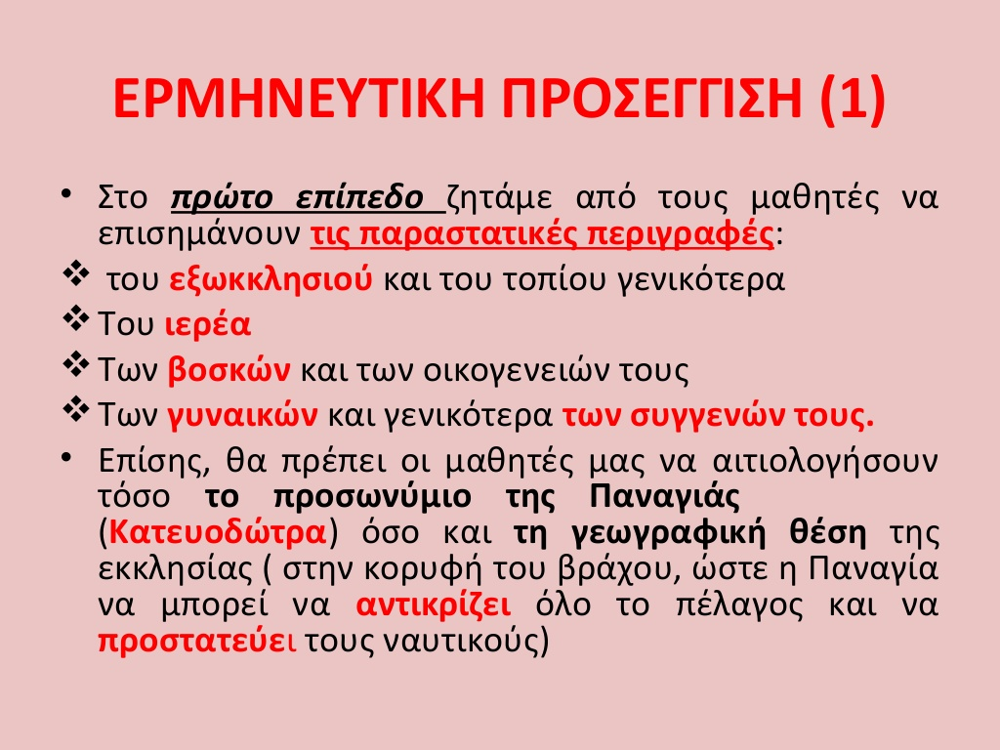 ΕΡΜΗΝΕΥΤΙΚΗ ΠΡΟΣΕΓΓΙΣΗ (1)
• Στο πρώτο επίπεδο ζητάμε από τους μαθητές να
επισημάνουν τις παραστατικές περιγραφές:
❖ του εξωκκλησιού και του τοπίου γενικότερα
❖ Του ιερέα
❖ Των βοσκών και των οικογενειών τους
❖ Των γυναικών και γενικότερα των συγγενών τους.
• Επίσης, θα πρέπει οι μαθητές μας να αιτιολογήσουν
τόσο το προσωνύμιο της Παναγιάς
(Κατευοδώτρα) όσο και τη γεωγραφική θέση της
εκκλησίας ( στην κορυφή του βράχου, ώστε η Παναγία
να μπορεί να αντικρίζει όλο το πέλαγος και να
προστατεύει τους ναυτικούς)